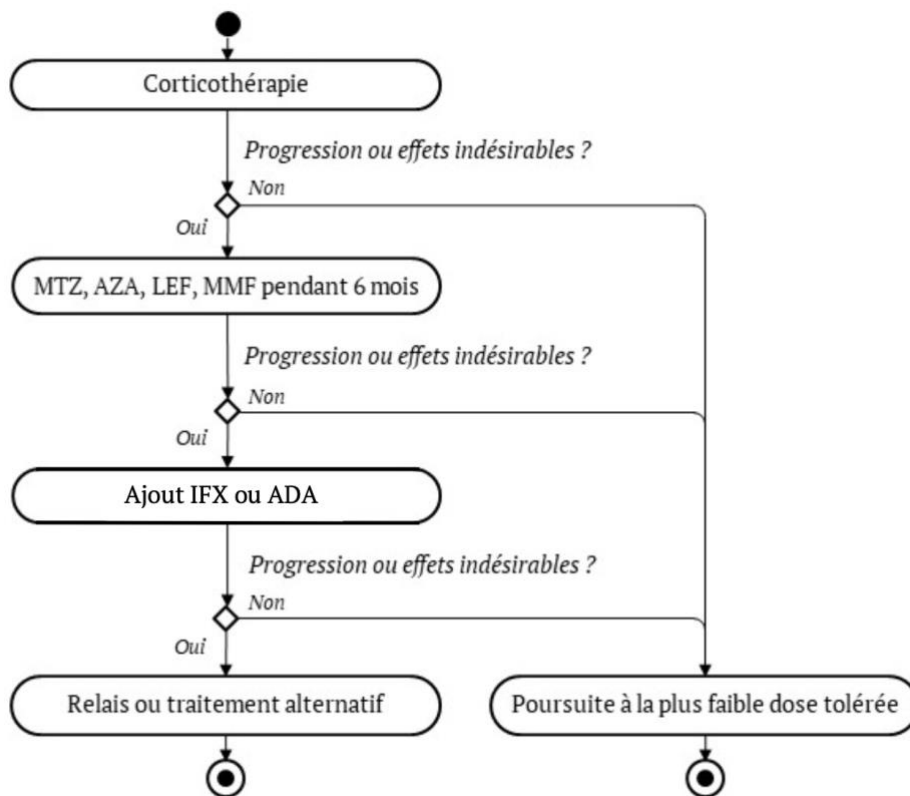 Corticothérapie
Progression ou effets indésirables ?
Non
Oui
MTZ, AZA, LEF, MMF pendant 6 mois
Progression ou effets indésirables ?
Non
Oui
Ajout IFX ou ADA
Progression ou effets indésirables ?
Non
Oui
Relais ou traitement alternatif
Poursuite à la plus faible dose tolérée